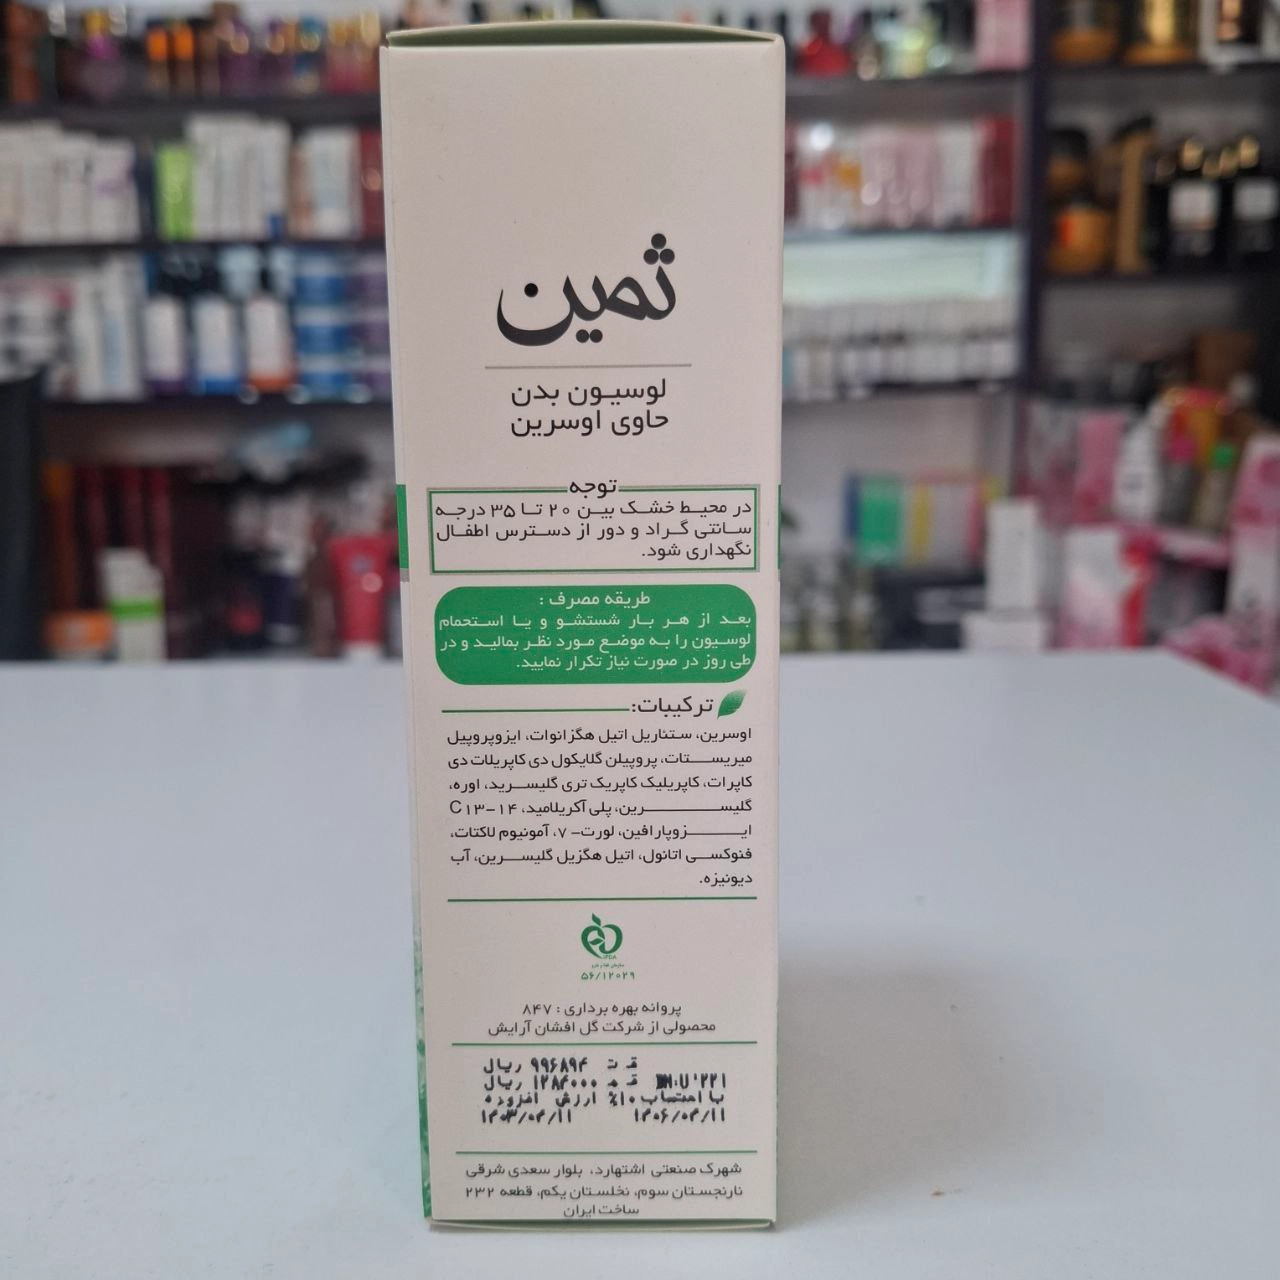 ثمین
لوسیون بدن
حاوی اوسرین
توجه
در محیط خشک بین ۲۰ تا ۳۵ درجه
سانتی گراد و دور از دسترس اطفال
نگهداری شود.
طریقه مصرف :
بعد از هر بار شستشو و یا استحمام
لوسیون را به موضع مورد نظر بمالید و در
طی روز در صورت نیاز تکرار نمایید.
ترکیبات:
اوسرین، ستئاریل اتیل هگزانوات، ایزوپروپیل
میریستات، پروپیلن گلایکول دی کاپریلات دی
کاپرات، کاپریلیک کاپریک تری گلیسرید، اوره،
گلیسرین، پلی آکریلامید، C۱۳-۱۴
ایزوپارافین، لورت- ۷، آمونیوم لاکتات،
فنوکسی اتانول، اتیل هگزیل گلیسرین، آب
دیونیزه.
IFDA
سازمان غذا و دارو
۵۶/۱۲۰۲۹
پروانه بهره برداری : ۸۴۷
محصولی از شرکت گل افشان آرایش
ق ت ۹۹۶۸۹۴ ریال
ق م ۱۲۸۴۰۰۰ ریال
با احتساب ۱۰٪ ارزش افزوده
۱۴۰۶/۰۴/۱۱ ۱۴۰۳/۰۴/۱۱
شهرک صنعتی اشتهارد، بلوار سعدی شرقی
نارنجستان سوم، نخلستان یکم، قطعه ۲۳۲
ساخت ایران